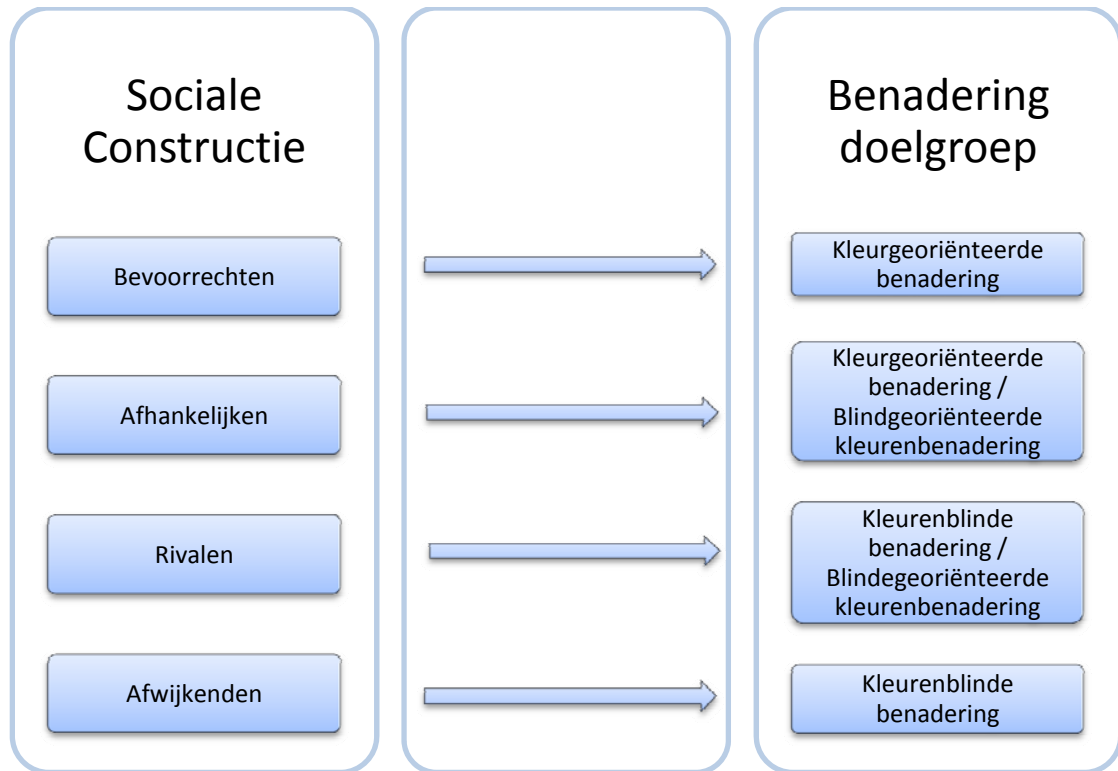 Sociale
Constructie
Bevoorrechten
Afhankelijken
Rivalen
Afwijkenden
Benadering
doelgroep
Kleurgeoriënteerde
benadering
Kleurgeoriënteerde
benadering /
Blindgeoriënteerde
kleurenbenadering
Kleurenblinde
benadering /
Blindegeoriënteerde
kleurenbenadering
Kleurenblinde
benadering